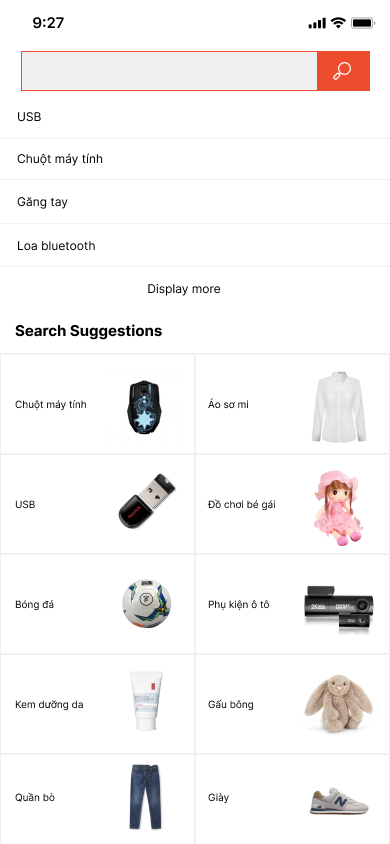 9:27
USB
Chuột máy tính
Găng tay
Loa bluetooth
Display more
Search Suggestions
Chuột máy tính
Áo sơ mi
USB
SanDisk
Đồ chơi bé gái
Bóng đá
Phụ kiện ô tô
Kem dưỡng da
Gấu bông
Quần bò
Giày
N